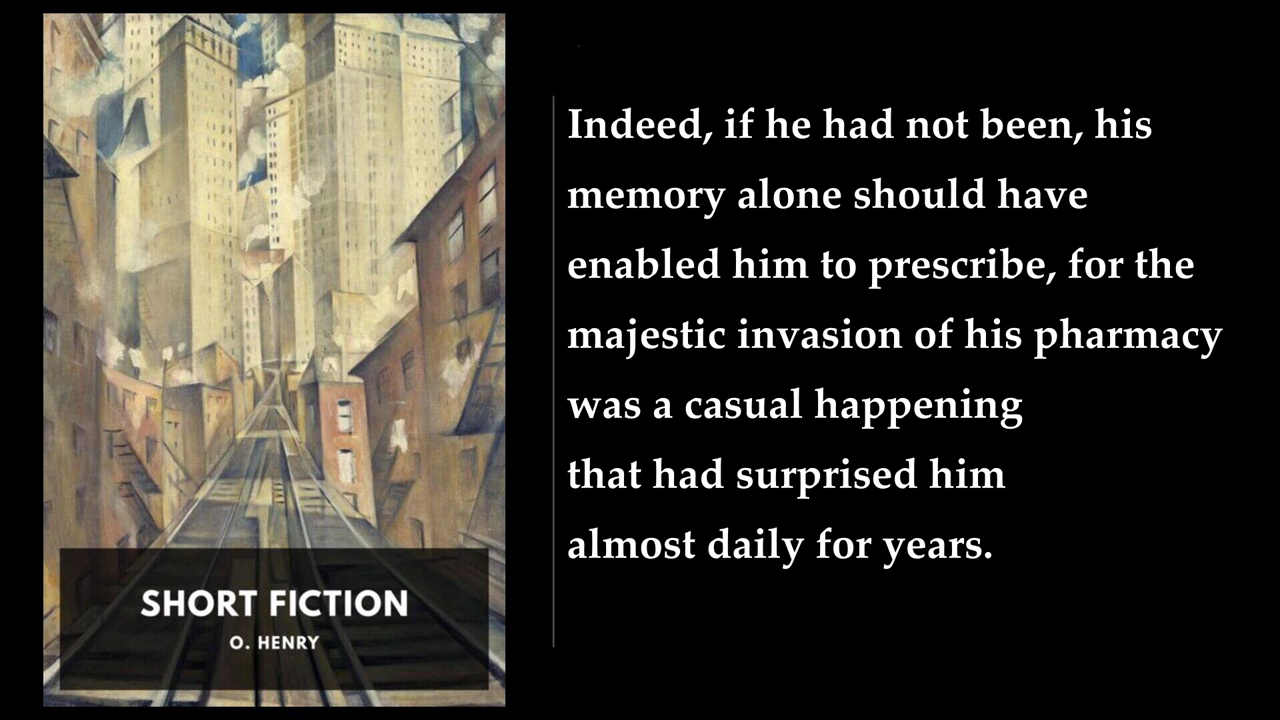 SHORT FICTION
O. HENRY
Indeed, if he had not been, his
memory alone should have
enabled him to prescribe, for the
majestic invasion of his pharmacy
was a casual happening
that had surprised him
almost daily for years.